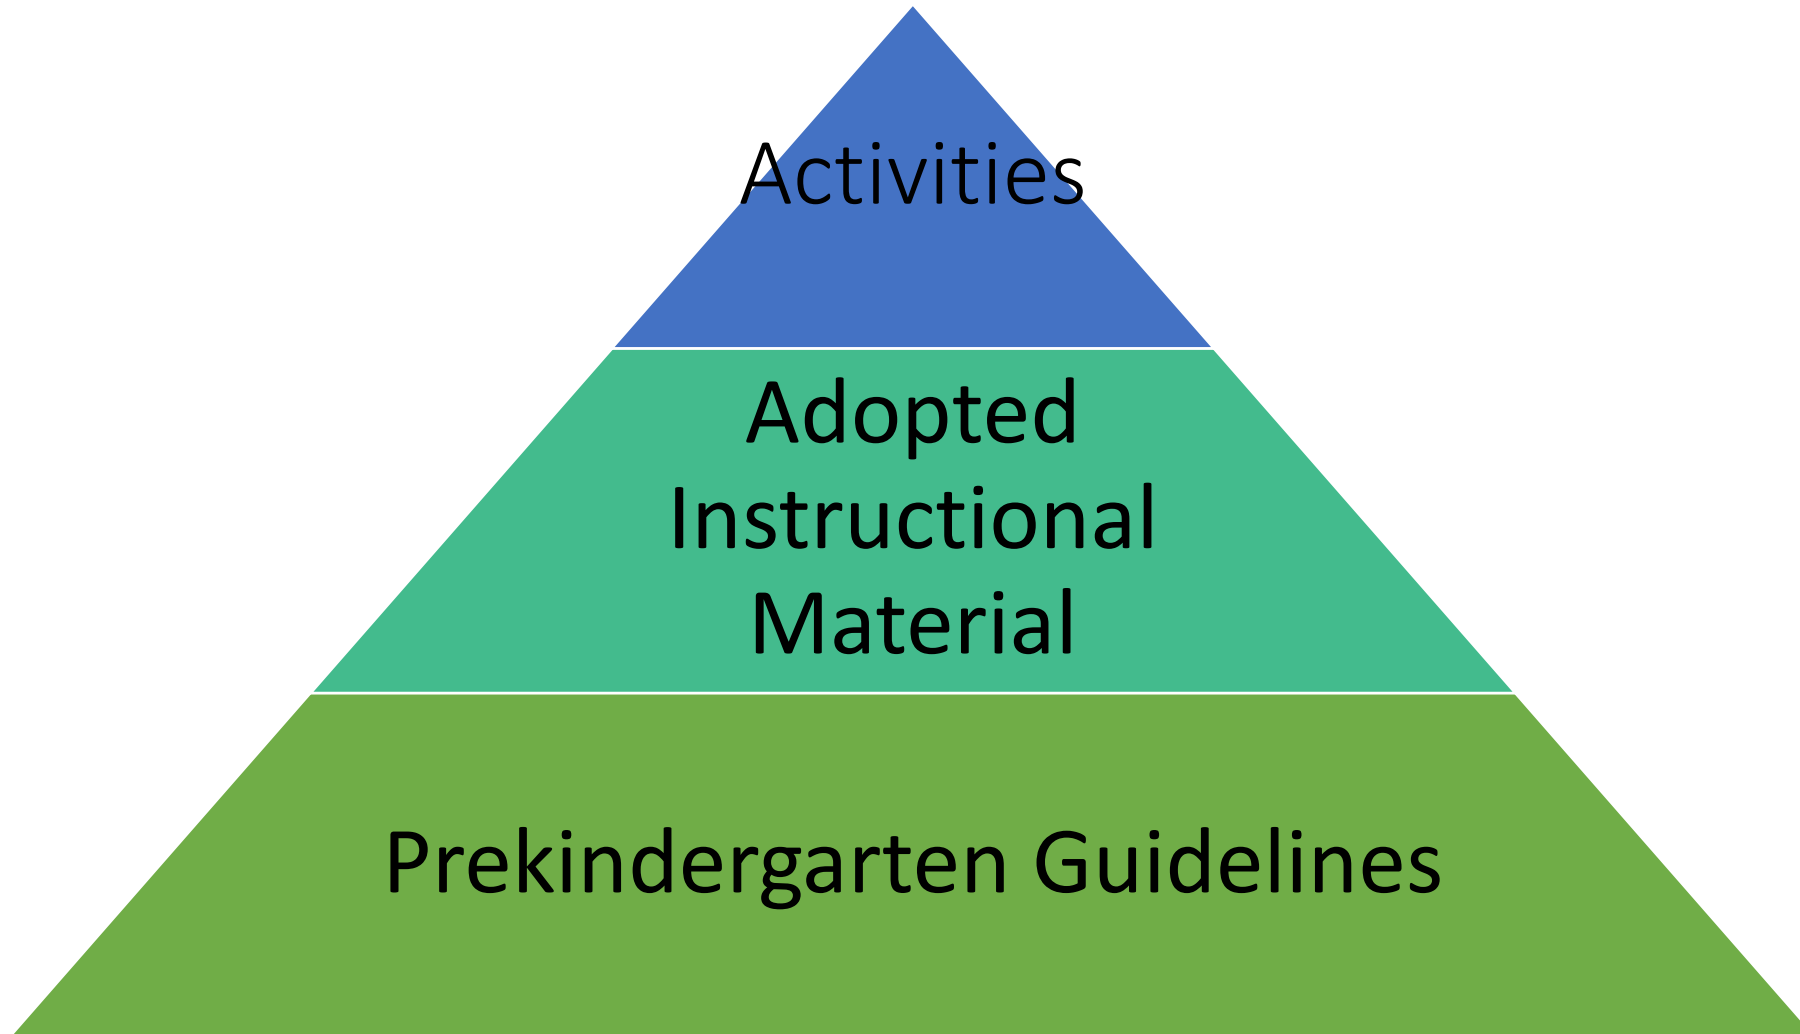 Activities
Adopted
Instructional
Material
Prekindergarten Guidelines